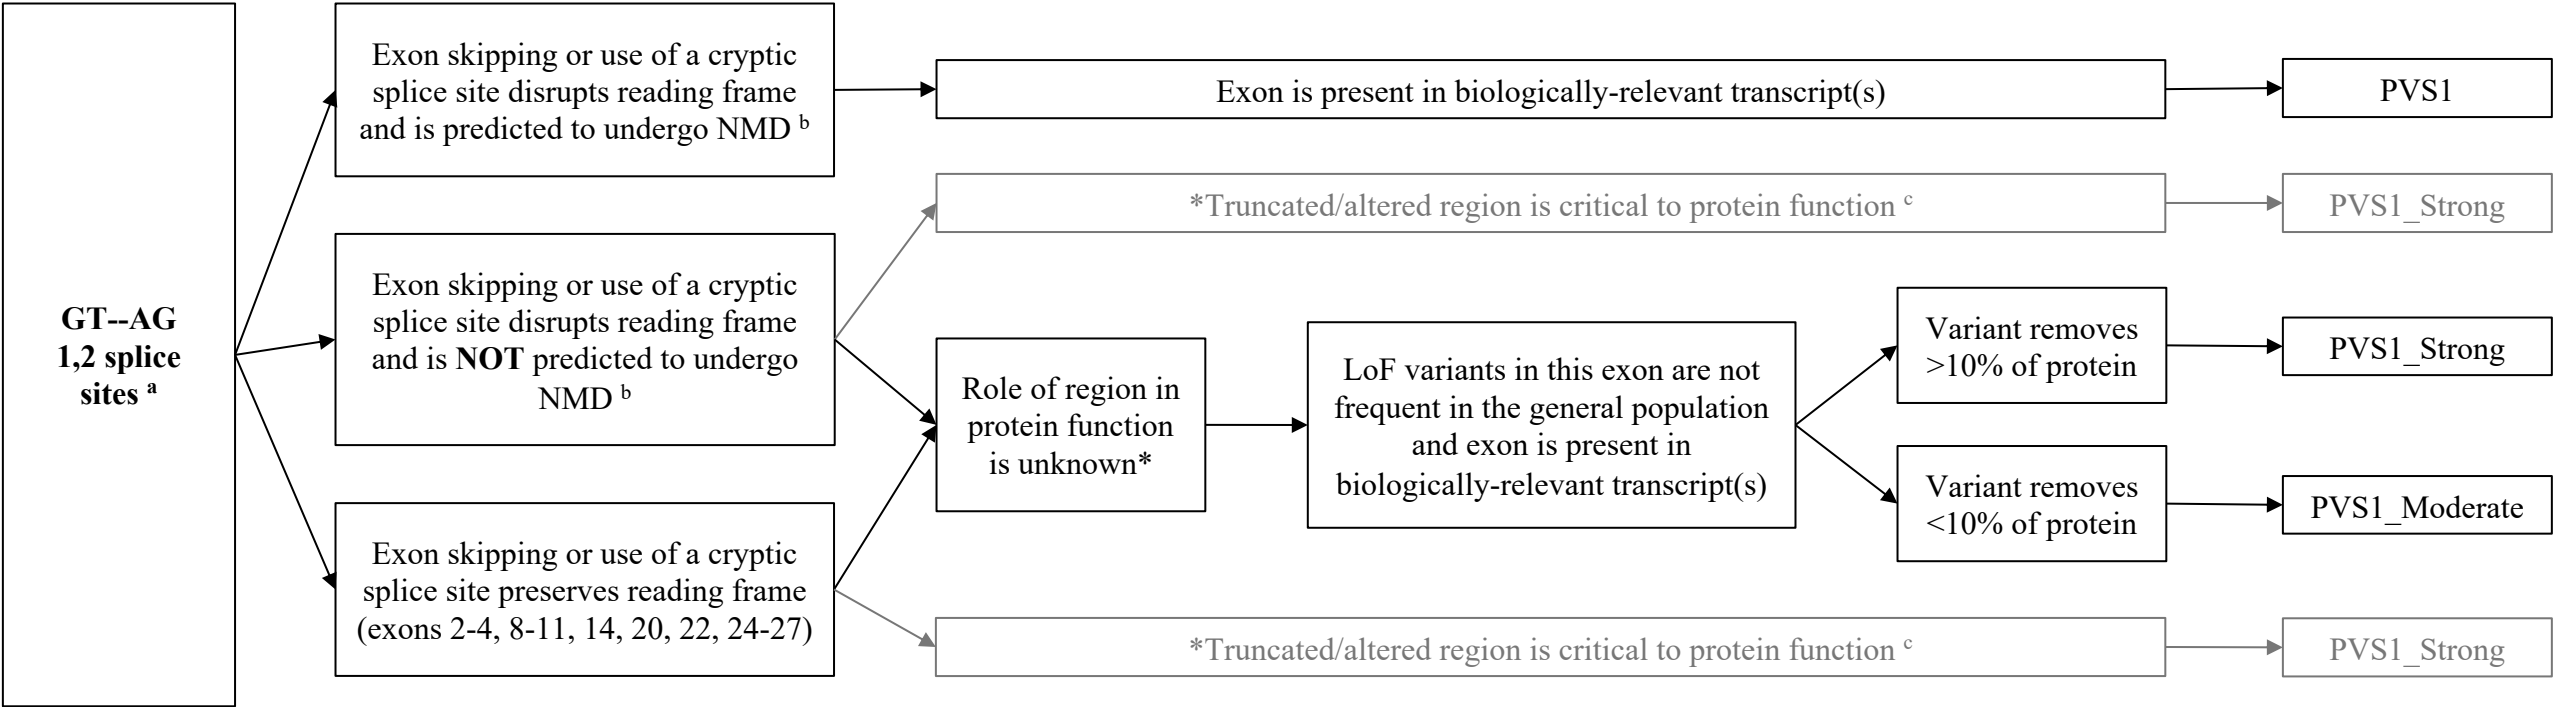 GT--AG
1,2 splice
sites a
Exon skipping or use of a cryptic
splice site disrupts reading frame
and is predicted to undergo NMD b
Exon is present in biologically-relevant transcript(s)
PVS1
*Truncated/altered region is critical to protein function c
PVS1_Strong
Exon skipping or use of a cryptic
splice site disrupts reading frame
and is NOT predicted to undergo
NMD b
Role of region in
protein function
is unknown*
LoF variants in this exon are not
frequent in the general population
and exon is present in
biologically-relevant transcript(s)
Variant removes
>10% of protein
PVS1_Strong
Variant removes
<10% of protein
PVS1_Moderate
Exon skipping or use of a cryptic
splice site preserves reading frame
(exons 2-4, 8-11, 14, 20, 22, 24-27)
*Truncated/altered region is critical to protein function c
PVS1_Strong